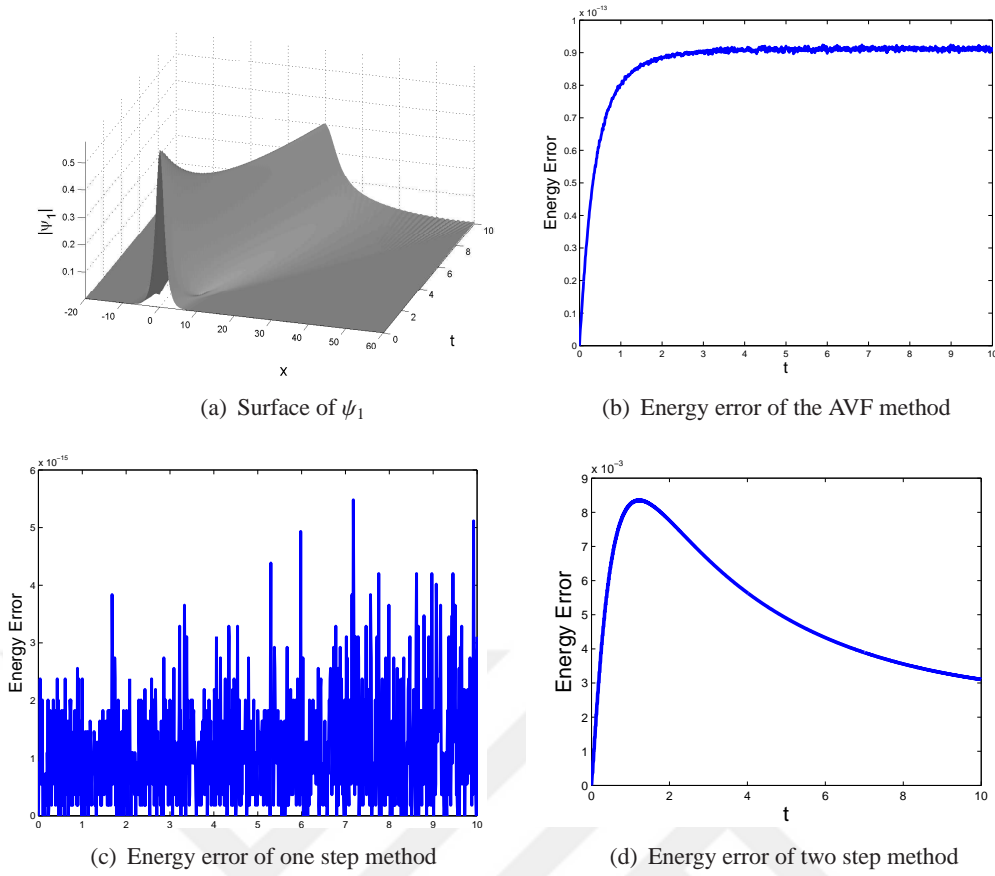 |ψ₁|
0.5
0.4
0.3
0.2
0.1
-20
-10
0
10
20
30
40
50
60
0
2
4
6
8
10
x
t
(a) Surface of ψ₁
x 10⁻¹³
1
0.9
0.8
0.7
0.6
0.5
0.4
0.3
0.2
0.1
0
Energy Error
0 1 2 3 4 5 6 7 8 9 10
t
(b) Energy error of the AVF method
x 10⁻¹⁵
6
5
4
3
2
1
0
Energy Error
0 1 2 3 4 5 6 7 8 9 10
(c) Energy error of one step method
x 10⁻³
9
8
7
6
5
4
3
2
1
0
Energy Error
0 2 4 6 8 10
t
(d) Energy error of two step method